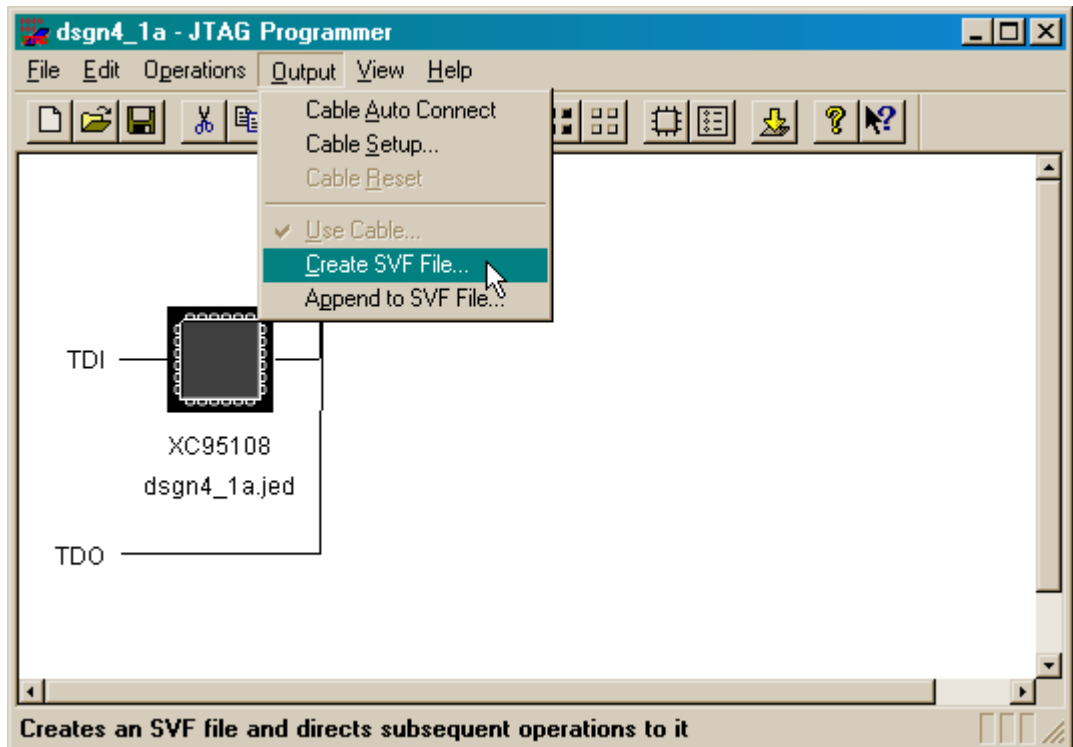 dsgn4_1a - JTAG Programmer
File Edit Operations Output View Help
Cable Auto Connect
Cable Setup...
Cable Reset
Use Cable...
Create SVF File...
Append to SVF File...
TDI
XC95108
dsgn4_1a.jed
TDO
Creates an SVF file and directs subsequent operations to it